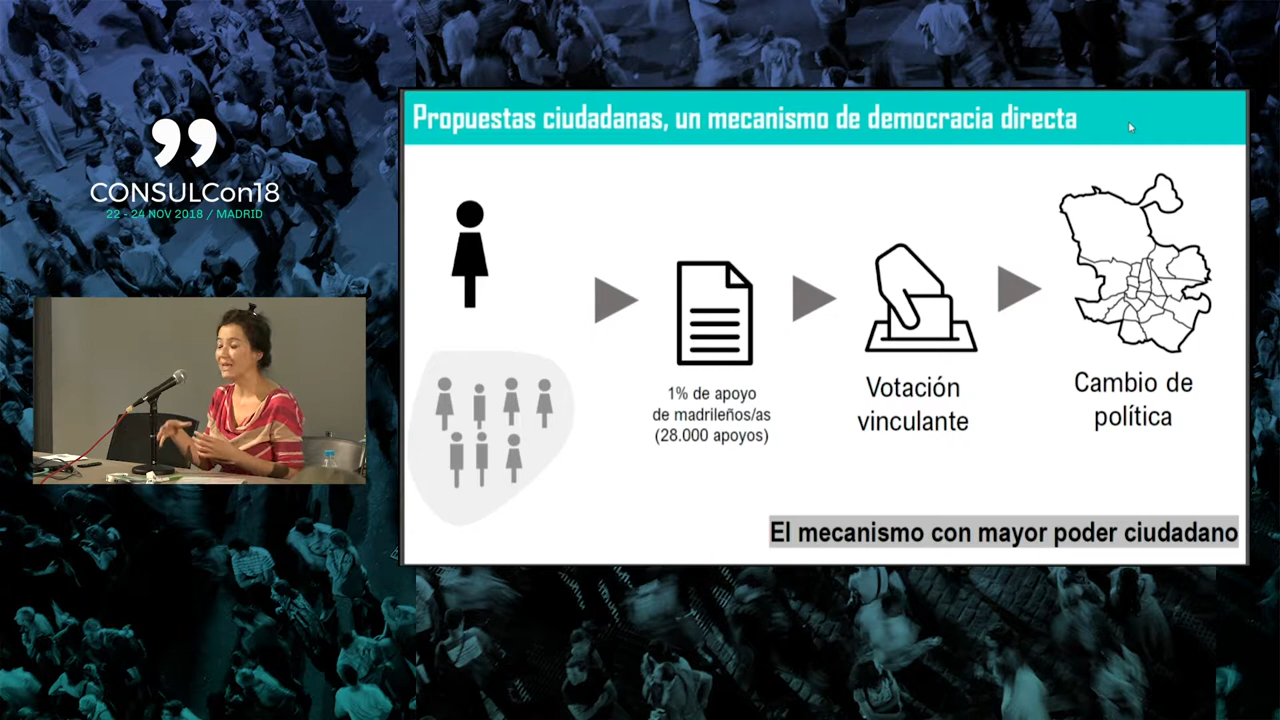 CONSULCon18
22 - 24 NOV 2018 / MADRID
Propuestas ciudadanas, un mecanismo de democracia directa
1% de apoyo
de madrileños/as
(28.000 apoyos)
Votación
vinculante
Cambio de
política
El mecanismo con mayor poder ciudadano